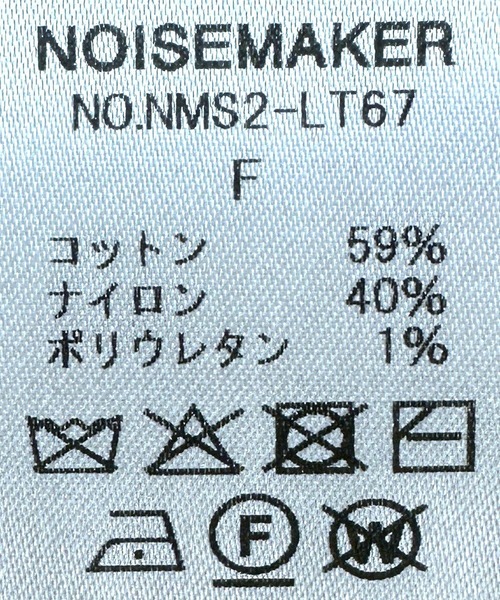 NOISEMAKER
NO.NMS2-LT67
F
コットン 59%
ナイロン 40%
ポリウレタン 1%
F W